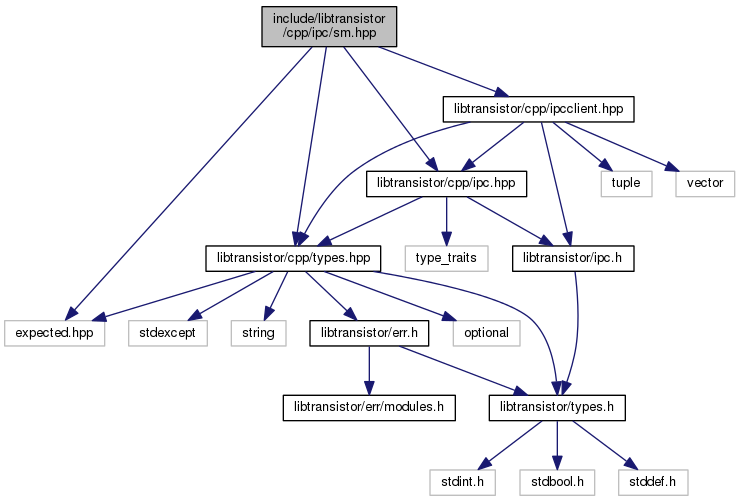 include/libtransistor
/cpp/ipc/sm.hpp
libtransistor/cpp/ipcclient.hpp
libtransistor/cpp/ipc.hpp
tuple
vector
libtransistor/cpp/types.hpp
type_traits
libtransistor/ipc.h
expected.hpp
stdexcept
string
libtransistor/err.h
optional
libtransistor/err/modules.h
libtransistor/types.h
stdint.h
stdbool.h
stddef.h